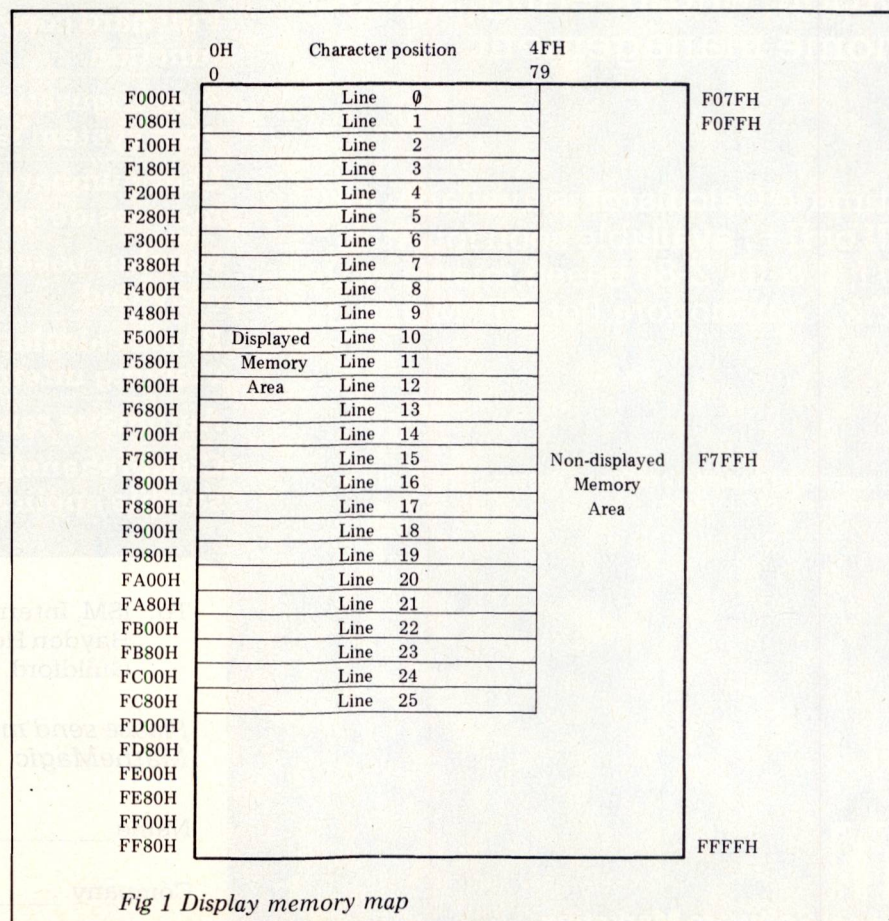 0H Character position 4FH
0 79
F000H Line 0 F07FH
F080H Line 1 F0FFH
F100H Line 2
F180H Line 3
F200H Line 4
F280H Line 5
F300H Line 6
F380H Line 7
F400H Line 8
F480H Line 9
F500H Displayed Line 10
F580H Memory Line 11
F600H Area Line 12
F680H Line 13
F700H Line 14
F780H Line 15 Non-displayed F7FFH
F800H Line 16 Memory
F880H Line 17 Area
F900H Line 18
F980H Line 19
FA00H Line 20
FA80H Line 21
FB00H Line 22
FB80H Line 23
FC00H Line 24
FC80H Line 25
FD00H
FD80H
FE00H
FE80H
FF00H
FF80H FFFFH
Fig 1 Display memory map